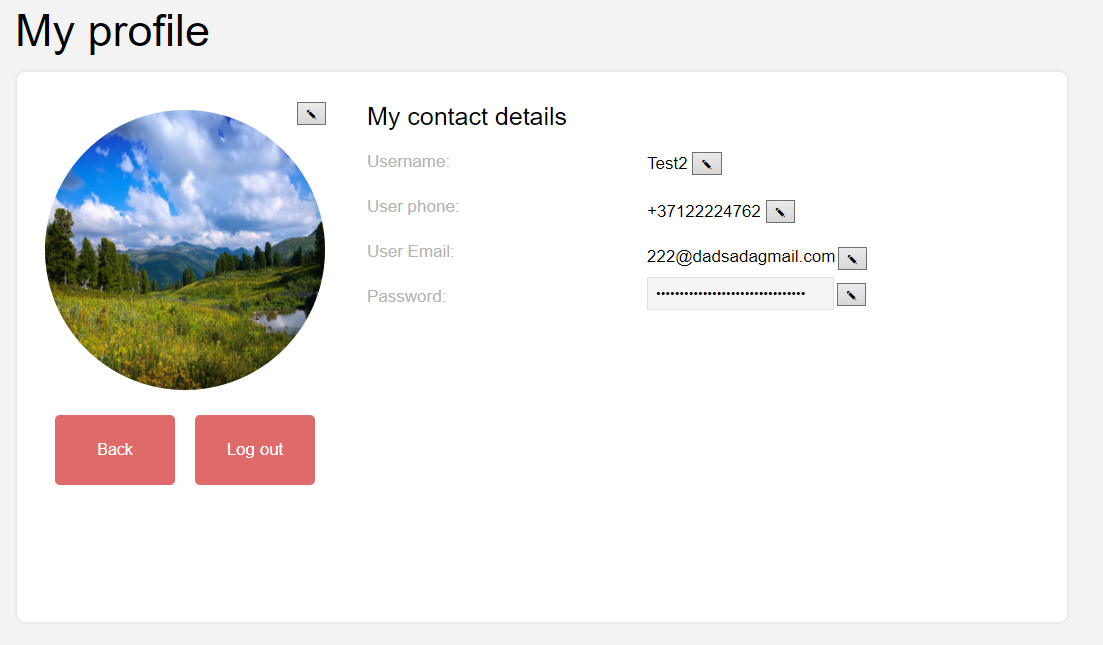 My profile
My contact details
Username: Test2
User phone: +37122224762
User Email: 222@dadsadagmail.com
Password: •••••••••••••••••••••••••••••••
Back
Log out